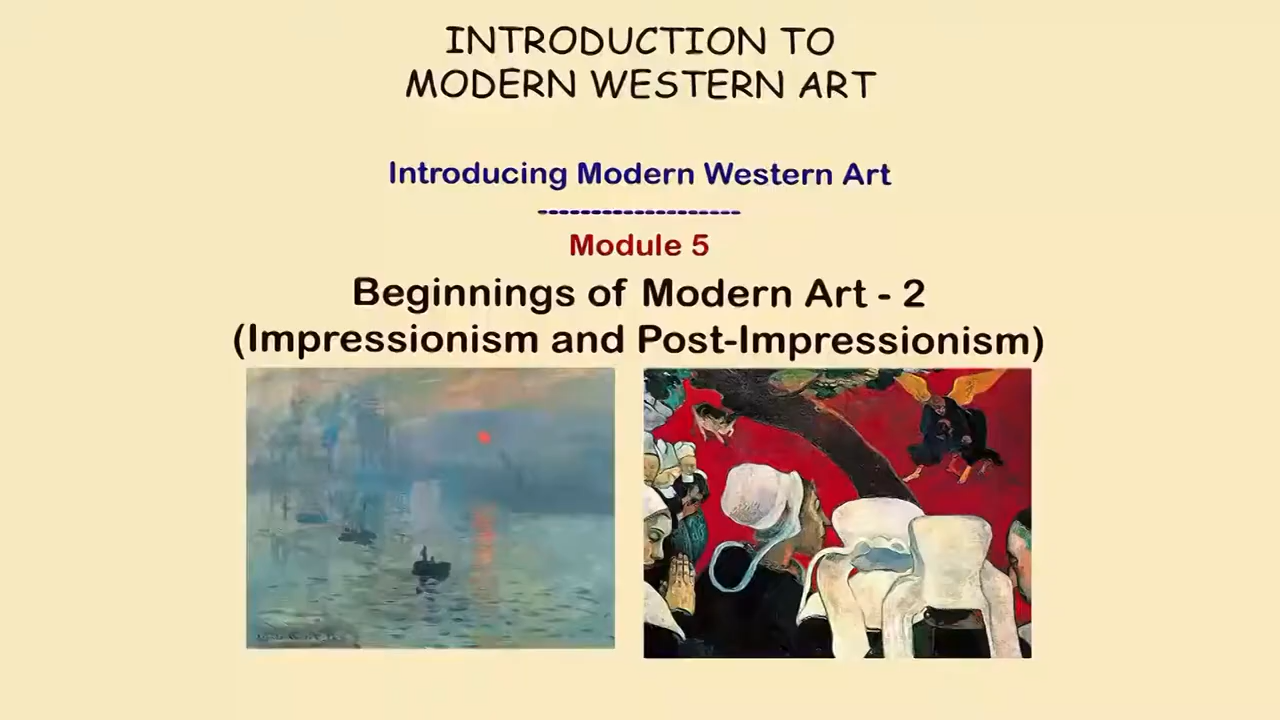 INTRODUCTION TO
MODERN WESTERN ART
Introducing Modern Western Art
--------------------
Module 5
Beginnings of Modern Art - 2
(Impressionism and Post-Impressionism)